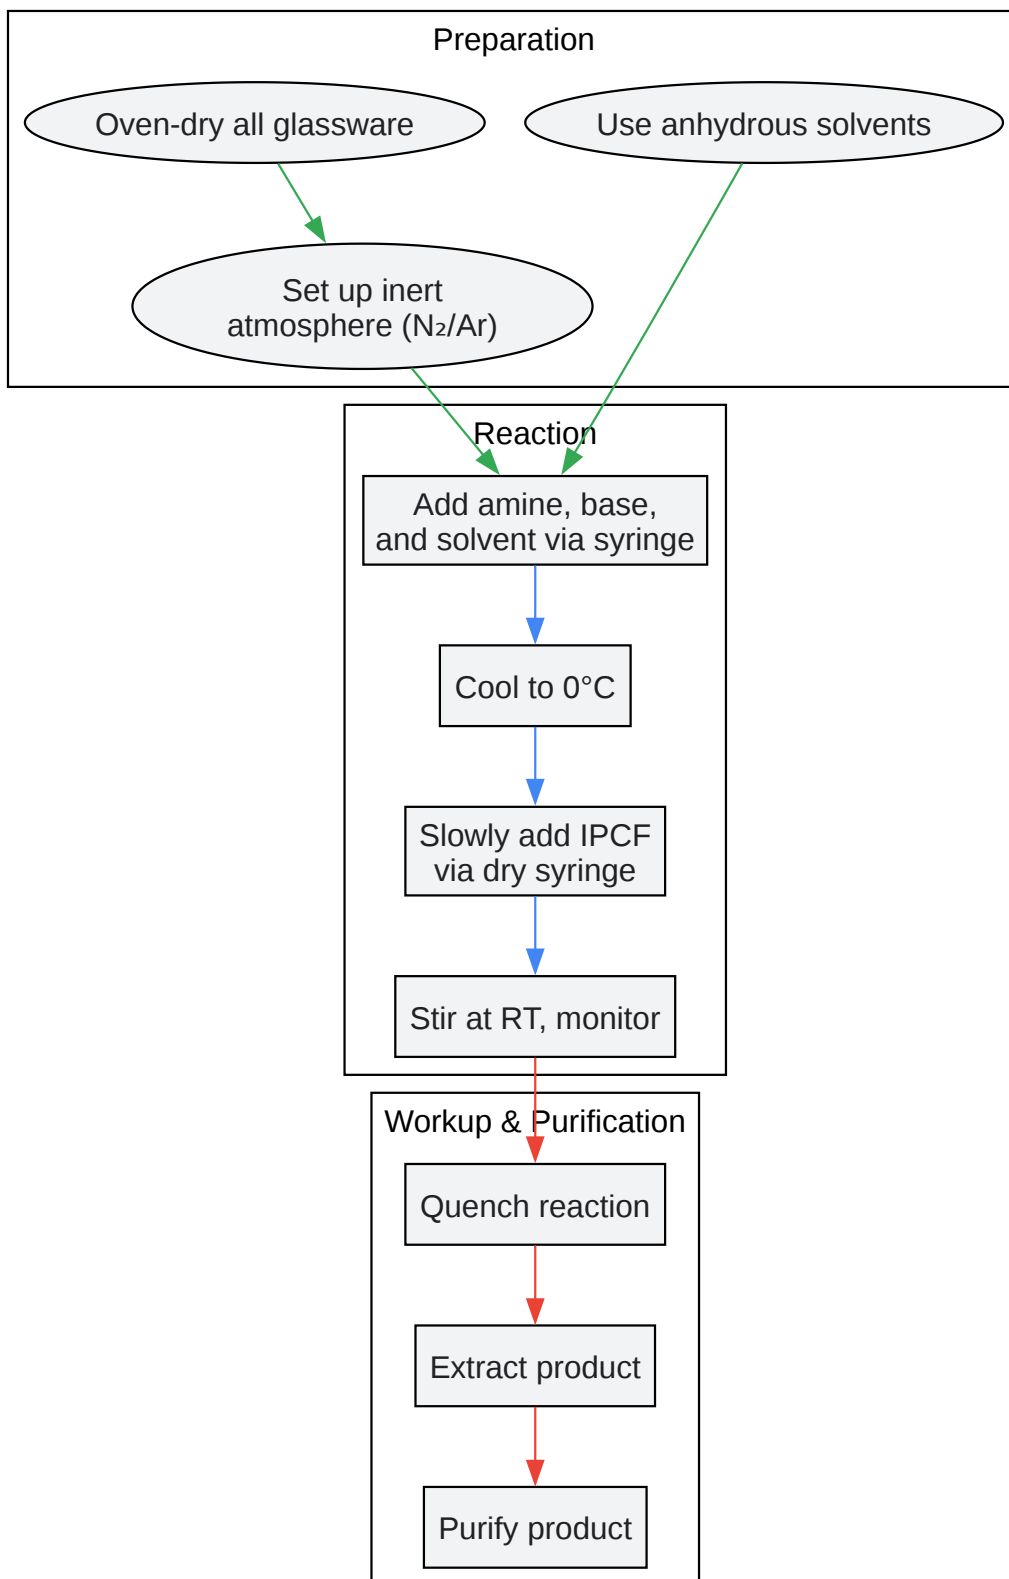 Preparation
Oven-dry all glassware
Use anhydrous solvents
Set up inert
atmosphere (N₂/Ar)
Reaction
Add amine, base,
and solvent via syringe
Cool to 0°C
Slowly add IPCF
via dry syringe
Stir at RT, monitor
Workup & Purification
Quench reaction
Extract product
Purify product